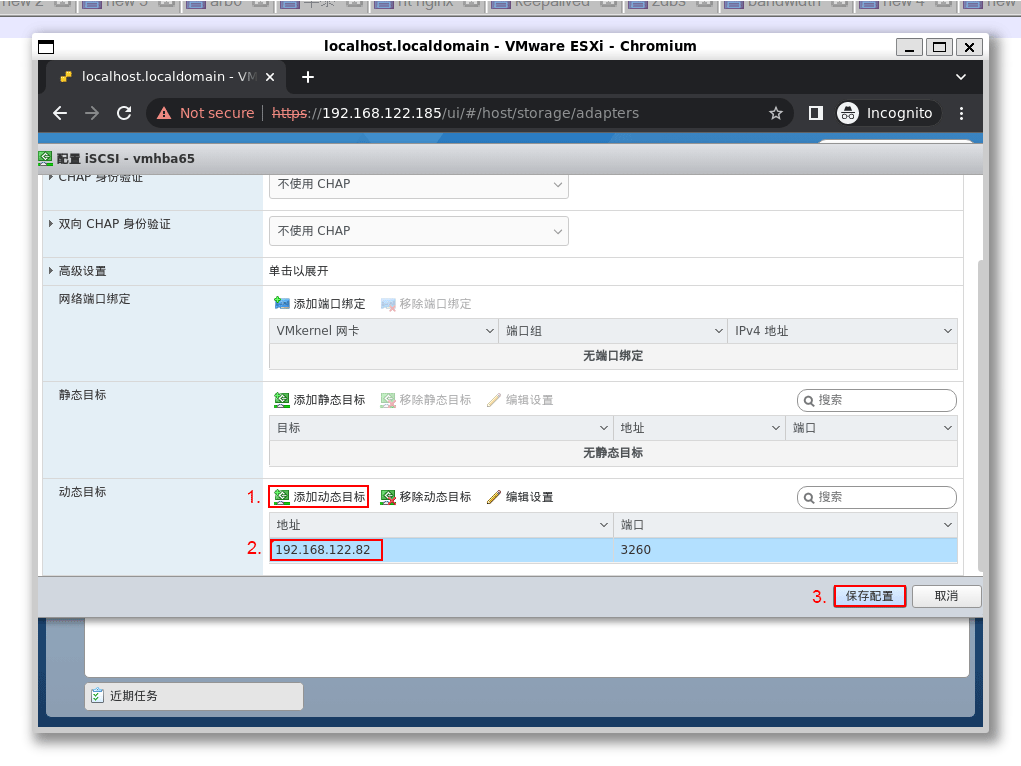 new 2 new 3 arbo nt nginx keepalived zdbs bandwidth new 4 new
localhost.localdomain - VMware ESXi - Chromium
localhost.localdomain - VM
Not secure https://192.168.122.185/ui/#/host/storage/adapters Incognito
配置 iSCSI - vmhba65
CHAP 身份验证 不使用 CHAP
双向 CHAP 身份验证 不使用 CHAP
高级设置 单击以展开
网络端口绑定 添加端口绑定 移除端口绑定
VMkernel 网卡 端口组 IPv4 地址
无端口绑定
静态目标 添加静态目标 移除静态目标 编辑设置 搜索
目标 地址 端口
无静态目标
动态目标 1. 添加动态目标 移除动态目标 编辑设置 搜索
地址 端口
2. 192.168.122.82 3260
3. 保存配置 取消
近期任务